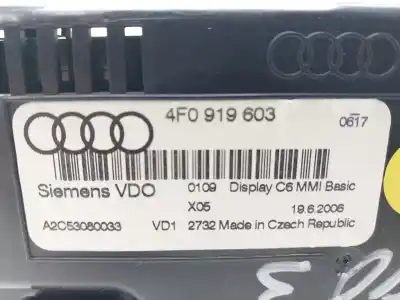 4F0 919 603
0617
Siemens VDO 0109 Display C6 MMI Basic
X05 19.6.2006
A2C53080033 VD1 2732 Made in Czech Republic